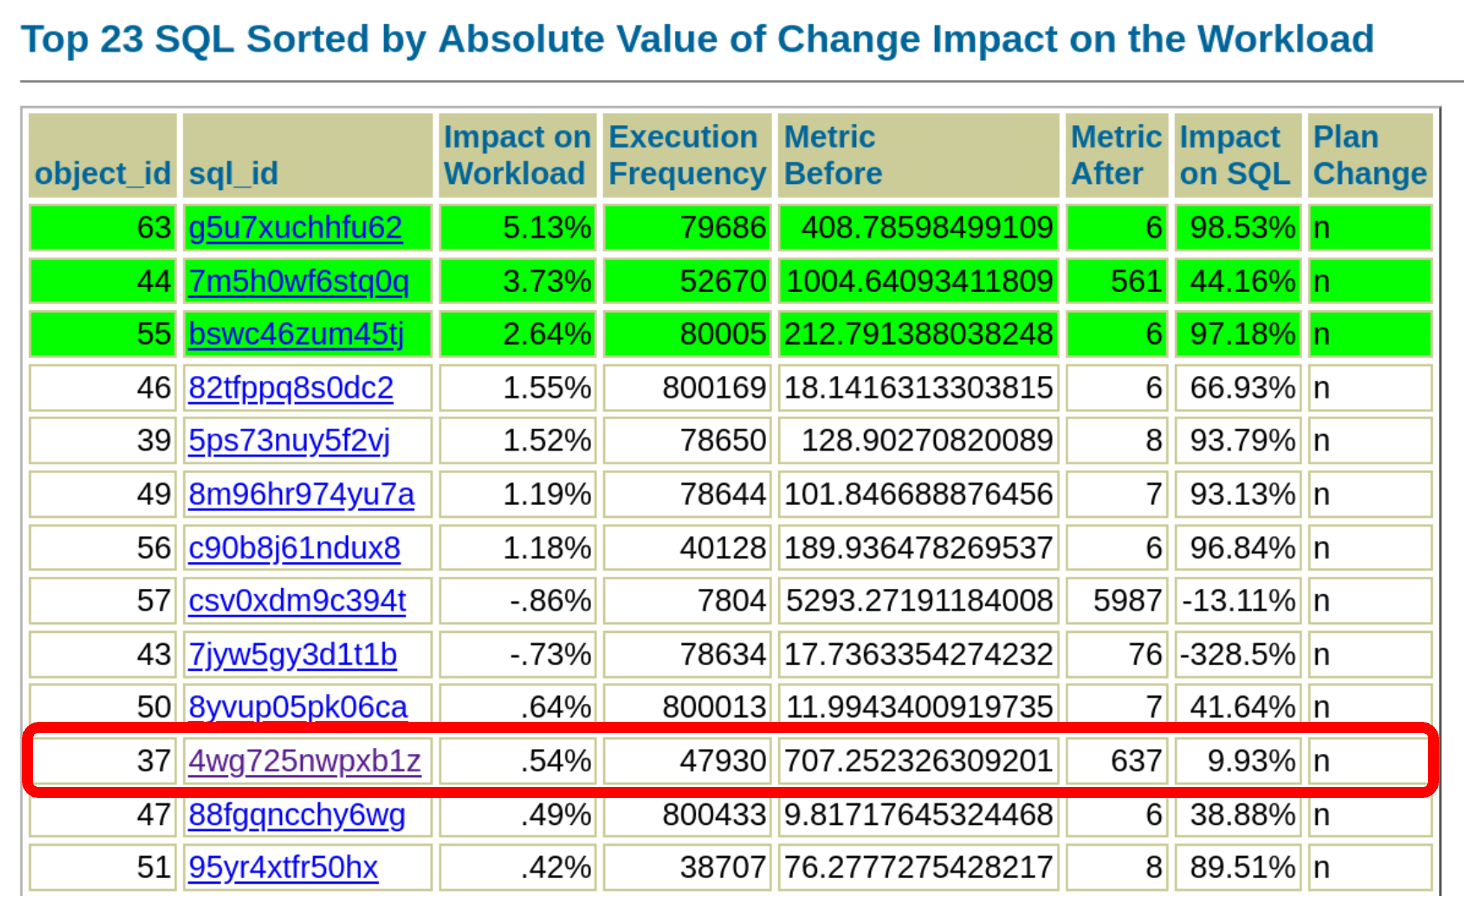 Top 23 SQL Sorted by Absolute Value of Change Impact on the Workload
object_id sql_id Impact on Workload Execution Frequency Metric Before Metric After Impact on SQL Plan Change
63 g5u7xuchhfu62 5.13% 79686 408.78598499109 6 98.53% n
44 7m5h0wf6stq0q 3.73% 52670 1004.64093411809 561 44.16% n
55 bswc46zum45tj 2.64% 80005 212.791388038248 6 97.18% n
46 82tfppq8s0dc2 1.55% 800169 18.1416313303815 6 66.93% n
39 5ps73nuy5f2vj 1.52% 78650 128.90270820089 8 93.79% n
49 8m96hr974yu7a 1.19% 78644 101.846688876456 7 93.13% n
56 c90b8j61ndux8 1.18% 40128 189.936478269537 6 96.84% n
57 csv0xdm9c394t -.86% 7804 5293.27191184008 5987 -13.11% n
43 7jyw5gy3d1t1b -.73% 78634 17.7363354274232 76 -328.5% n
50 8yvup05pk06ca .64% 800013 11.9943400919735 7 41.64% n
37 4wg725nwpxb1z .54% 47930 707.252326309201 637 9.93% n
47 88fgqncchy6wg .49% 800433 9.81717645324468 6 38.88% n
51 95yr4xtfr50hx .42% 38707 76.2777275428217 8 89.51% n